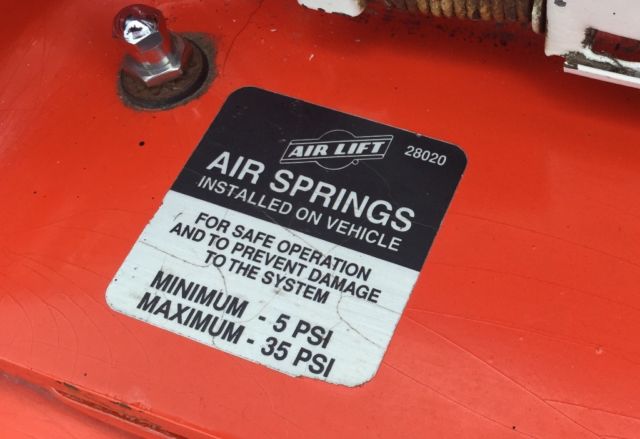 AIR LIFT 28020
AIR SPRINGS
INSTALLED ON VEHICLE
FOR SAFE OPERATION
AND TO PREVENT DAMAGE
TO THE SYSTEM
MINIMUM - 5 PSI
MAXIMUM - 35 PSI